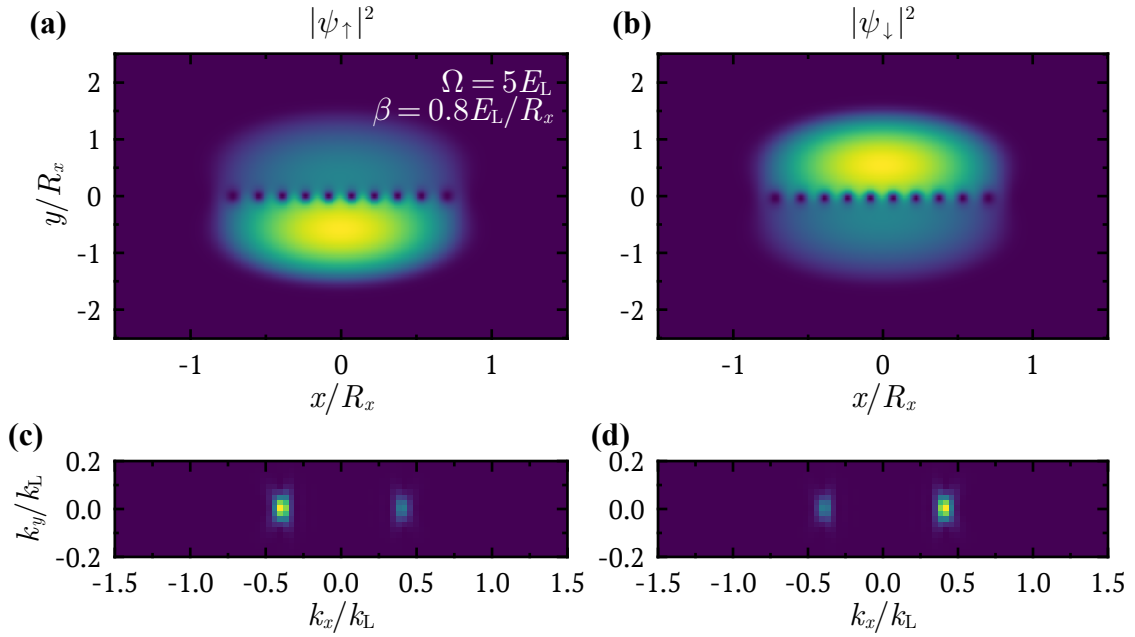 (a) |ψ↑|² (b) |ψ↓|²
Ω = 5E_L
β = 0.8E_L/R_x
y/R_x
2
1
0
-1
-2
-1 0 1
x/R_x
2
1
0
-1
-2
-1 0 1
x/R_x
(c)
k_y/k_L
0.2
0.0
-0.2
-1.5 -1.0 -0.5 0.0 0.5 1.0 1.5
k_x/k_L
(d)
0.2
0.0
-0.2
-1.5 -1.0 -0.5 0.0 0.5 1.0 1.5
k_x/k_L